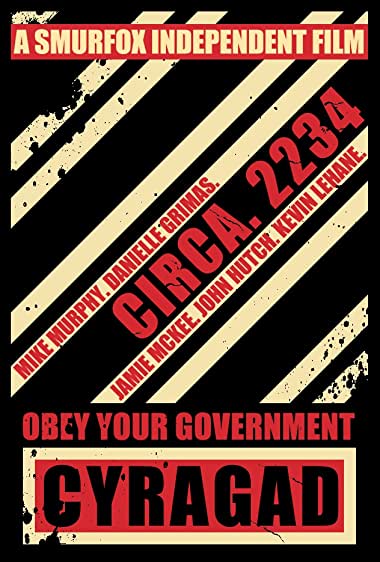 A SMURFOX INDEPENDENT FILM
MIKE MURPHY. DANIELLE GRIMAS.
CIRCA. 2234
JAMIE MCKEE. JOHN HUTCH. KEVIN LEHANE.
OBEY YOUR GOVERNMENT
CYRAGAD